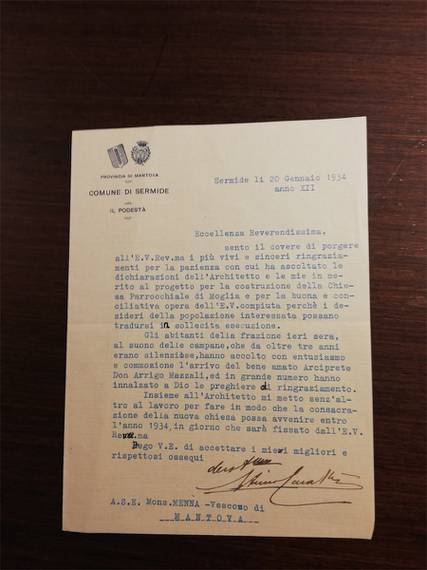 PROVINCIA DI MANTOVA
COMUNE DI SERMIDE
IL PODESTÀ
Sermide lì 20 Gennaio 1934
anno XII
Eccellenza Reverendissima,
sento il dovere di porgere
all'E.V.Rev.ma i più vivi e sinceri ringrazia-
menti per la pazienza con cui ha ascoltato le
dichiarazioni dell'Architetto e le mie in me-
rito al progetto per la costruzione della Chie-
sa Parrocchiale di Moglia e per la buona e con-
ciliativa opera dell'E.V.compiuta perchè i de-
sideri della popolazione interessata possano
tradursi in sollecita esecuzione.
Gli abitanti della frazione ieri sera,
al suono delle campane,che da oltre tre anni
erano silenziose,hanno accolto con entusiasmo
e commozione l'arrivo del bene amato Arciprete
Don Arrigo Mazzali,ed in grande numero hanno
innalzato a Dio le preghiere di ringraziamento.
Insieme all'Architetto mi metto senz'al-
tro al lavoro per fare in modo che la consacra-
zione della nuova chiesa possa avvenire entro
l'anno 1934,in giorno che sarà fissato dall'E.V.
Rev.ma
Prego V.E. di accettare i miei migliori e
rispettosi ossequi
A.S.E. Mons.MENNA -Vescovo di
MANTOVA